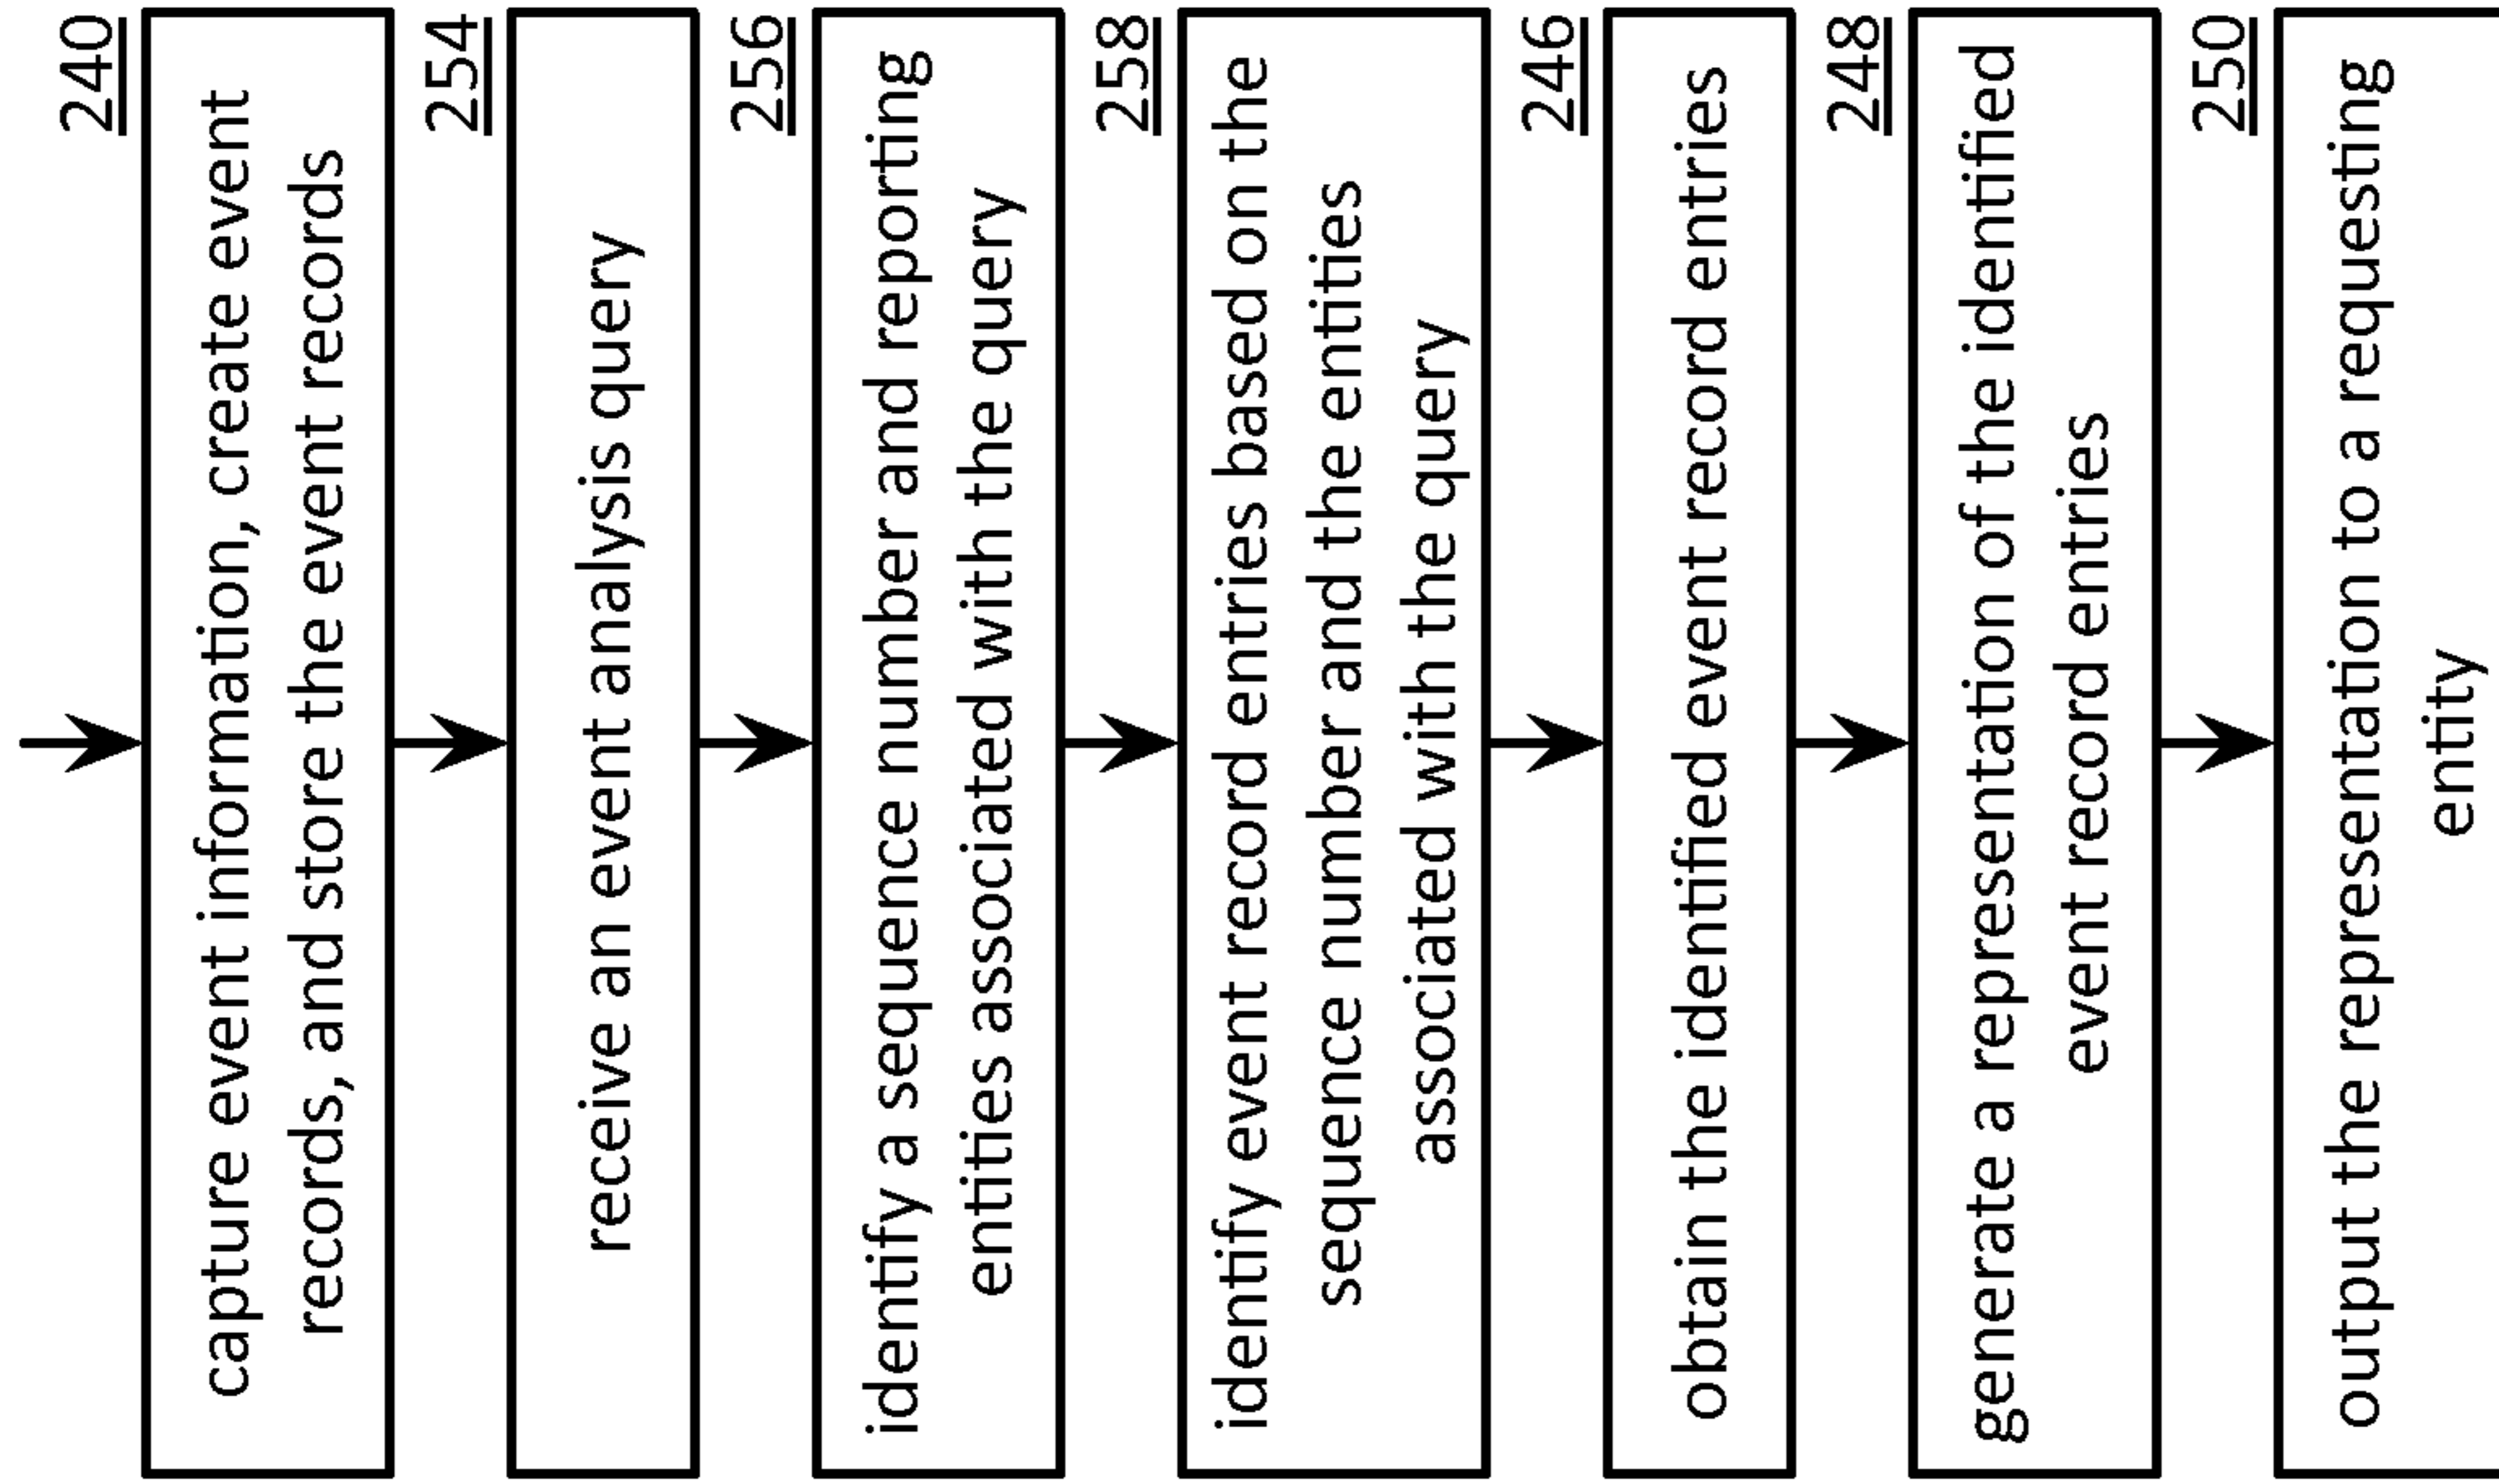 240
capture event information, create event
records, and store the event records
254
receive an event analysis query
256
identify a sequence number and reporting
entities associated with the query
258
identify event record entries based on the
sequence number and the entities
associated with the query
246
obtain the identified event record entries
248
generate a representation of the identified
event record entries
250
output the representation to a requesting
entity